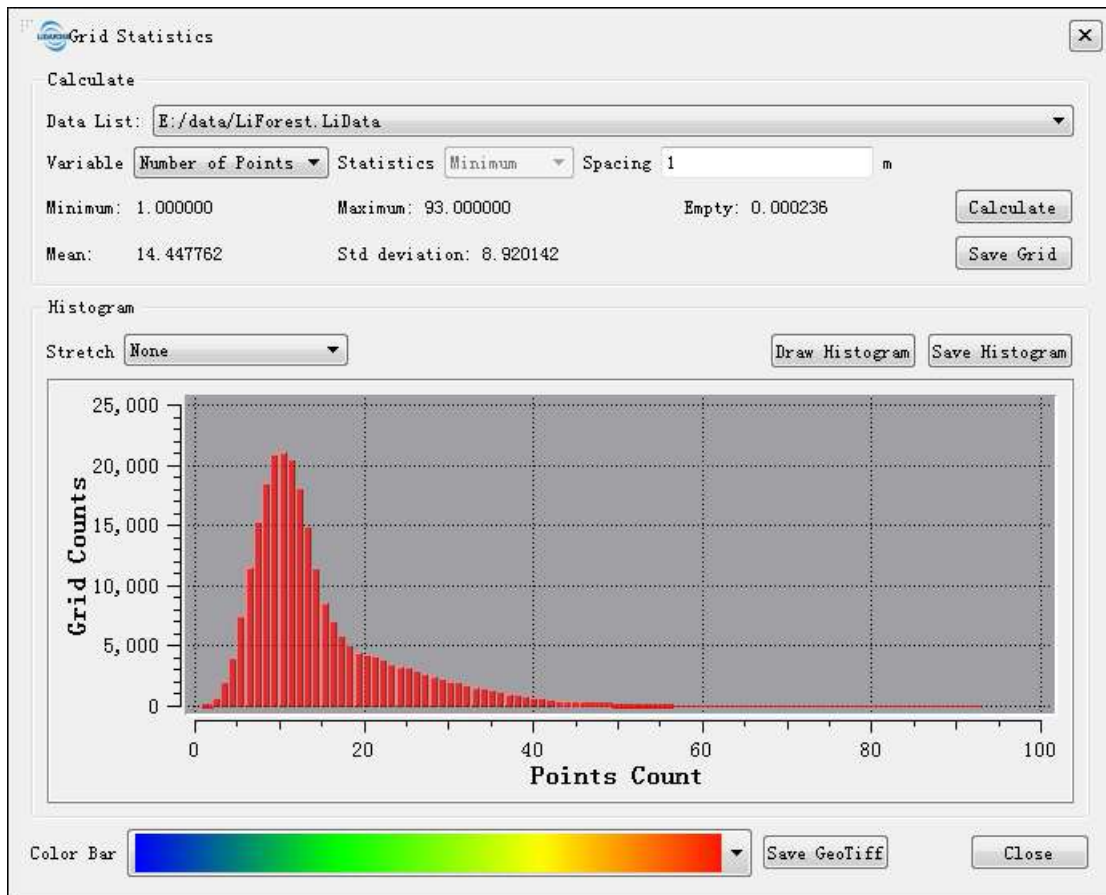 Grid Statistics
Calculate
Data List: E:/data/LiForest.LiData
Variable Number of Points Statistics Minimum Spacing 1 m
Minimum: 1.000000 Maximum: 93.000000 Empty: 0.000236 Calculate
Mean: 14.447762 Std deviation: 8.920142 Save Grid
Histogram
Stretch None Draw Histogram Save Histogram
25,000
20,000
15,000
10,000
5,000
0
Grid Counts
0 20 40 60 80 100
Points Count
Color Bar Save GeoTiff Close